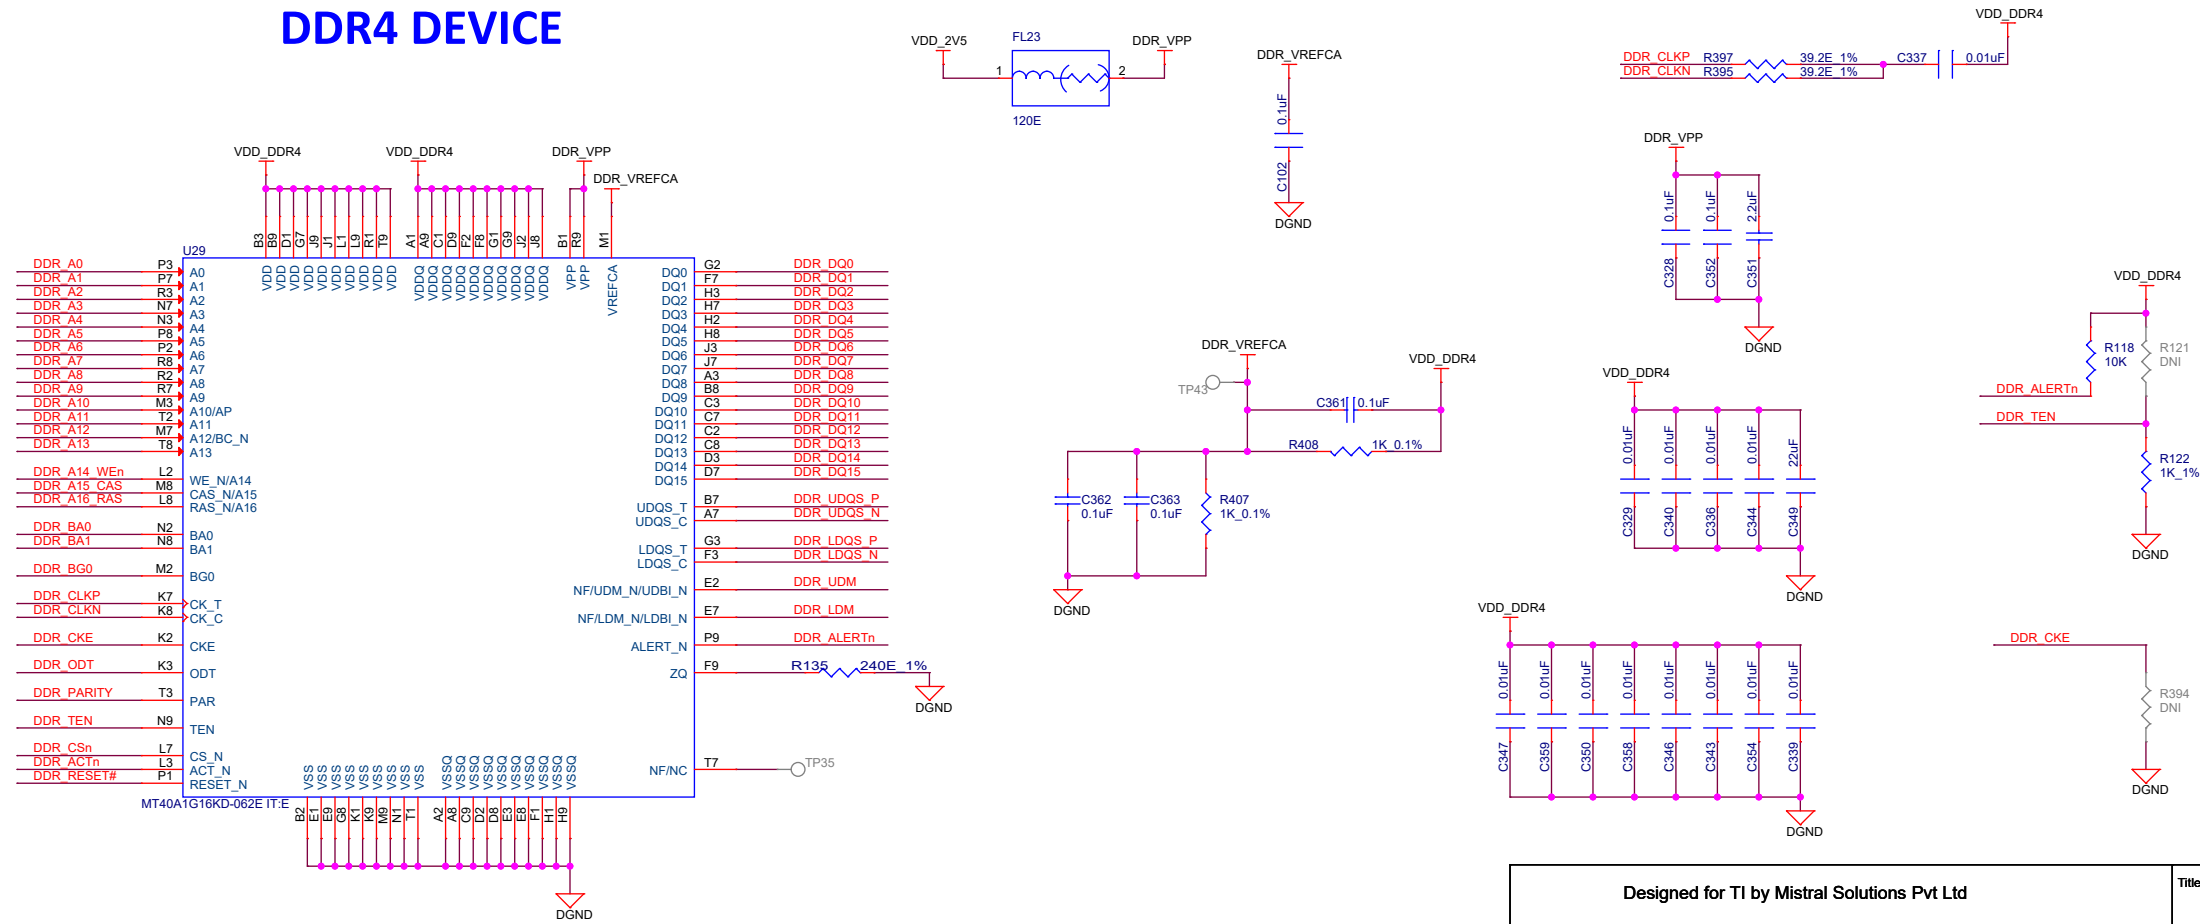 DDR4 DEVICE
VDD_2V5
FL23
1
2
120E
DDR_VPP
DDR_VREFCA
0.1uF
C102
DGND
VDD_DDR4
DDR_CLKP R397 39.2E_1% C337 0.01uF
DDR_CLKN R395 39.2E_1%
DDR_VPP
0.1uF 0.1uF 2.2uF
C328 C352 C351
DGND
VDD_DDR4 VDD_DDR4 DDR_VPP DDR_VREFCA
B3 B9 D1 G7 J9 J1 L1 L9 R1 T9 A1 A9 C1 D9 F2 F8 G1 G9 J2 J8 B1 R9 M1
U29
VDD VDD VDD VDD VDD VDD VDD VDD VDD VDD VDDQ VDDQ VDDQ VDDQ VDDQ VDDQ VDDQ VDDQ VDDQ VDDQ VPP VPP VREFCA
DDR_A0 P3 A0
DDR_A1 P7 A1
DDR_A2 R3 A2
DDR_A3 N7 A3
DDR_A4 N3 A4
DDR_A5 P8 A5
DDR_A6 P2 A6
DDR_A7 R8 A7
DDR_A8 R2 A8
DDR_A9 R7 A9
DDR_A10 M3 A10/AP
DDR_A11 T2 A11
DDR_A12 M7 A12/BC_N
DDR_A13 T8 A13
DDR_A14_WEn L2 WE_N/A14
DDR_A15_CAS M8 CAS_N/A15
DDR_A16_RAS L8 RAS_N/A16
DDR_BA0 N2 BA0
DDR_BA1 N8 BA1
DDR_BG0 M2 BG0
DDR_CLKP K7 CK_T
DDR_CLKN K8 CK_C
DDR_CKE K2 CKE
DDR_ODT K3 ODT
DDR_PARITY T3 PAR
DDR_TEN N9 TEN
DDR_CSn L7 CS_N
DDR_ACTn L3 ACT_N
DDR_RESET# P1 RESET_N
DQ0 G2 DDR_DQ0
DQ1 F7 DDR_DQ1
DQ2 H3 DDR_DQ2
DQ3 H7 DDR_DQ3
DQ4 H2 DDR_DQ4
DQ5 H8 DDR_DQ5
DQ6 J3 DDR_DQ6
DQ7 J7 DDR_DQ7
DQ8 A3 DDR_DQ8
DQ9 B8 DDR_DQ9
DQ10 C3 DDR_DQ10
DQ11 C7 DDR_DQ11
DQ12 C2 DDR_DQ12
DQ13 C8 DDR_DQ13
DQ14 D3 DDR_DQ14
DQ15 D7 DDR_DQ15
UDQS_T B7 DDR_UDQS_P
UDQS_C A7 DDR_UDQS_N
LDQS_T G3 DDR_LDQS_P
LDQS_C F3 DDR_LDQS_N
NF/UDM_N/UDBI_N E2 DDR_UDM
NF/LDM_N/LDBI_N E7 DDR_LDM
ALERT_N P9 DDR_ALERTn
ZQ F9 R135 240E_1%
DGND
NF/NC T7 TP35
VSS VSS VSS VSS VSS VSS VSS VSS VSS VSSQ VSSQ VSSQ VSSQ VSSQ VSSQ VSSQ VSSQ VSSQ VSSQ
MT40A1G16KD-062E IT:E
B2 E1 E9 G8 K1 K9 M9 N1 T1 A2 A8 C9 D2 D8 E3 E8 F1 H1 H9
DGND
DDR_VREFCA
TP43
VDD_DDR4
C361 0.1uF
R408 1K_0.1%
C362 C363 R407
0.1uF 0.1uF 1K_0.1%
DGND
VDD_DDR4
0.01uF 0.01uF 0.01uF 0.01uF 22uF
C329 C340 C336 C344 C349
DGND
VDD_DDR4
0.01uF 0.01uF 0.01uF 0.01uF 0.01uF 0.01uF 0.01uF 0.01uF
C347 C359 C350 C358 C346 C343 C354 C339
DGND
VDD_DDR4
R118 R121
10K DNI
DDR_ALERTn
DDR_TEN
R122
1K_1%
DGND
DDR_CKE
R394
DNI
DGND
Designed for TI by Mistral Solutions Pvt Ltd
Title